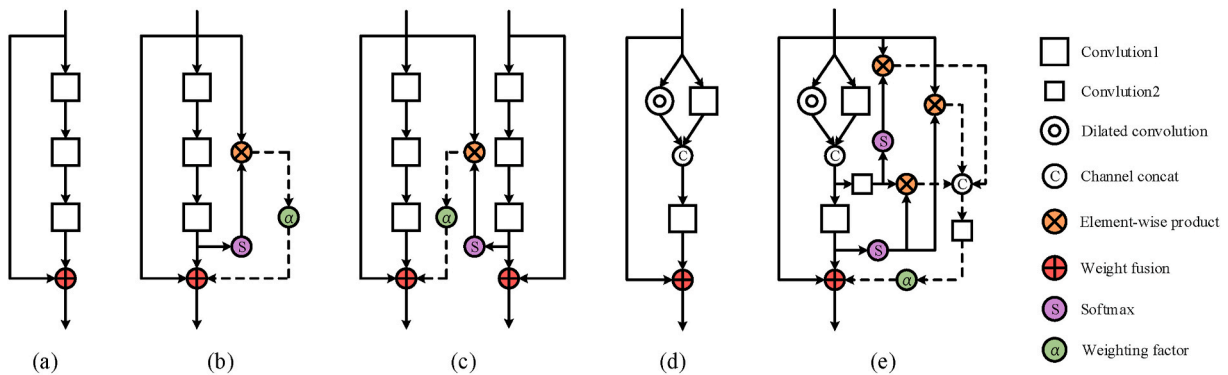 Convlution1
Convlution2
Dilated convolution
C Channel concat
Element-wise product
Weight fusion
S Softmax
α Weighting factor
α
S
α
S
C
S
C
C
S
α
(a) (b) (c) (d) (e)